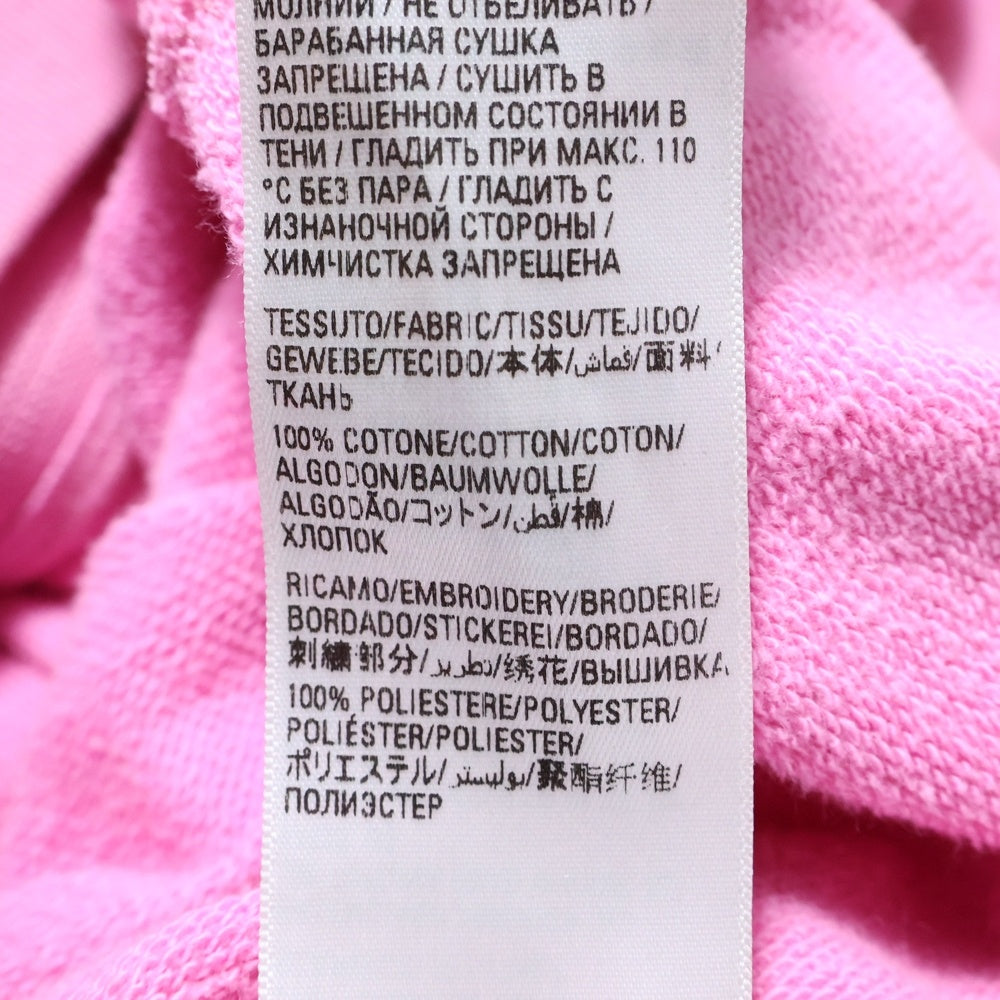 МОЛНИИ / НЕ ОТБЕЛИВАТЬ /
БАРАБАННАЯ СУШКА
ЗАПРЕЩЕНА / СУШИТЬ В
ПОДВЕШЕННОМ СОСТОЯНИИ В
ТЕНИ / ГЛАДИТЬ ПРИ МАКС. 110
°C БЕЗ ПАРА / ГЛАДИТЬ С
ИЗНАНОЧНОЙ СТОРОНЫ /
ХИМЧИСТКА ЗАПРЕЩЕНА
TESSUTO/FABRIC/TISSU/TEJIDO/
GEWEBE/TECIDO/本体/قماش/面料/
ТКАНЬ
100% COTONE/COTTON/COTON/
ALGODON/BAUMWOLLE/
ALGODÃO/コットン/قطن/棉/
ХЛОПОК
RICAMO/EMBROIDERY/BRODERIE/
BORDADO/STICKEREI/BORDADO/
刺繍部分/تطريز/绣花/ВЫШИВКА
100% POLIESTERE/POLYESTER/
POLIÉSTER/POLIESTER/
ポリエステル/بوليستر/聚酯纤维/
ПОЛИЭСТЕР